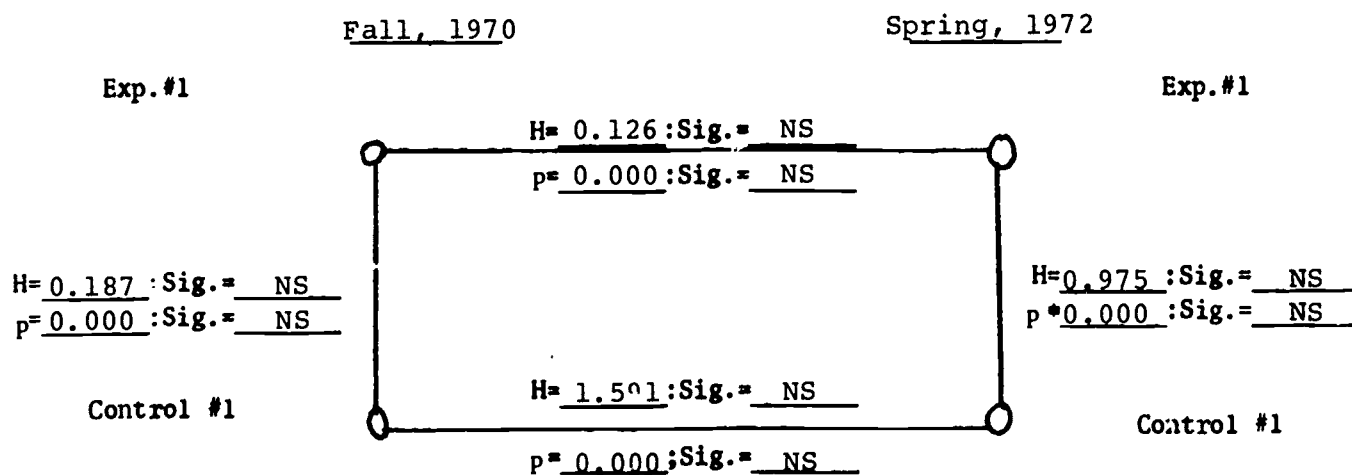 Fall, 1970 Spring, 1972
Exp.#1 Exp.#1
H= 0.126 :Sig.= NS
p= 0.000 :Sig.= NS
H= 0.187 :Sig.= NS H= 0.975 :Sig.= NS
p= 0.000 :Sig.= NS p= 0.000 :Sig.= NS
H= :Sig.= NS
Control #1 Control #1
p= 0.000 ;Sig.= NS